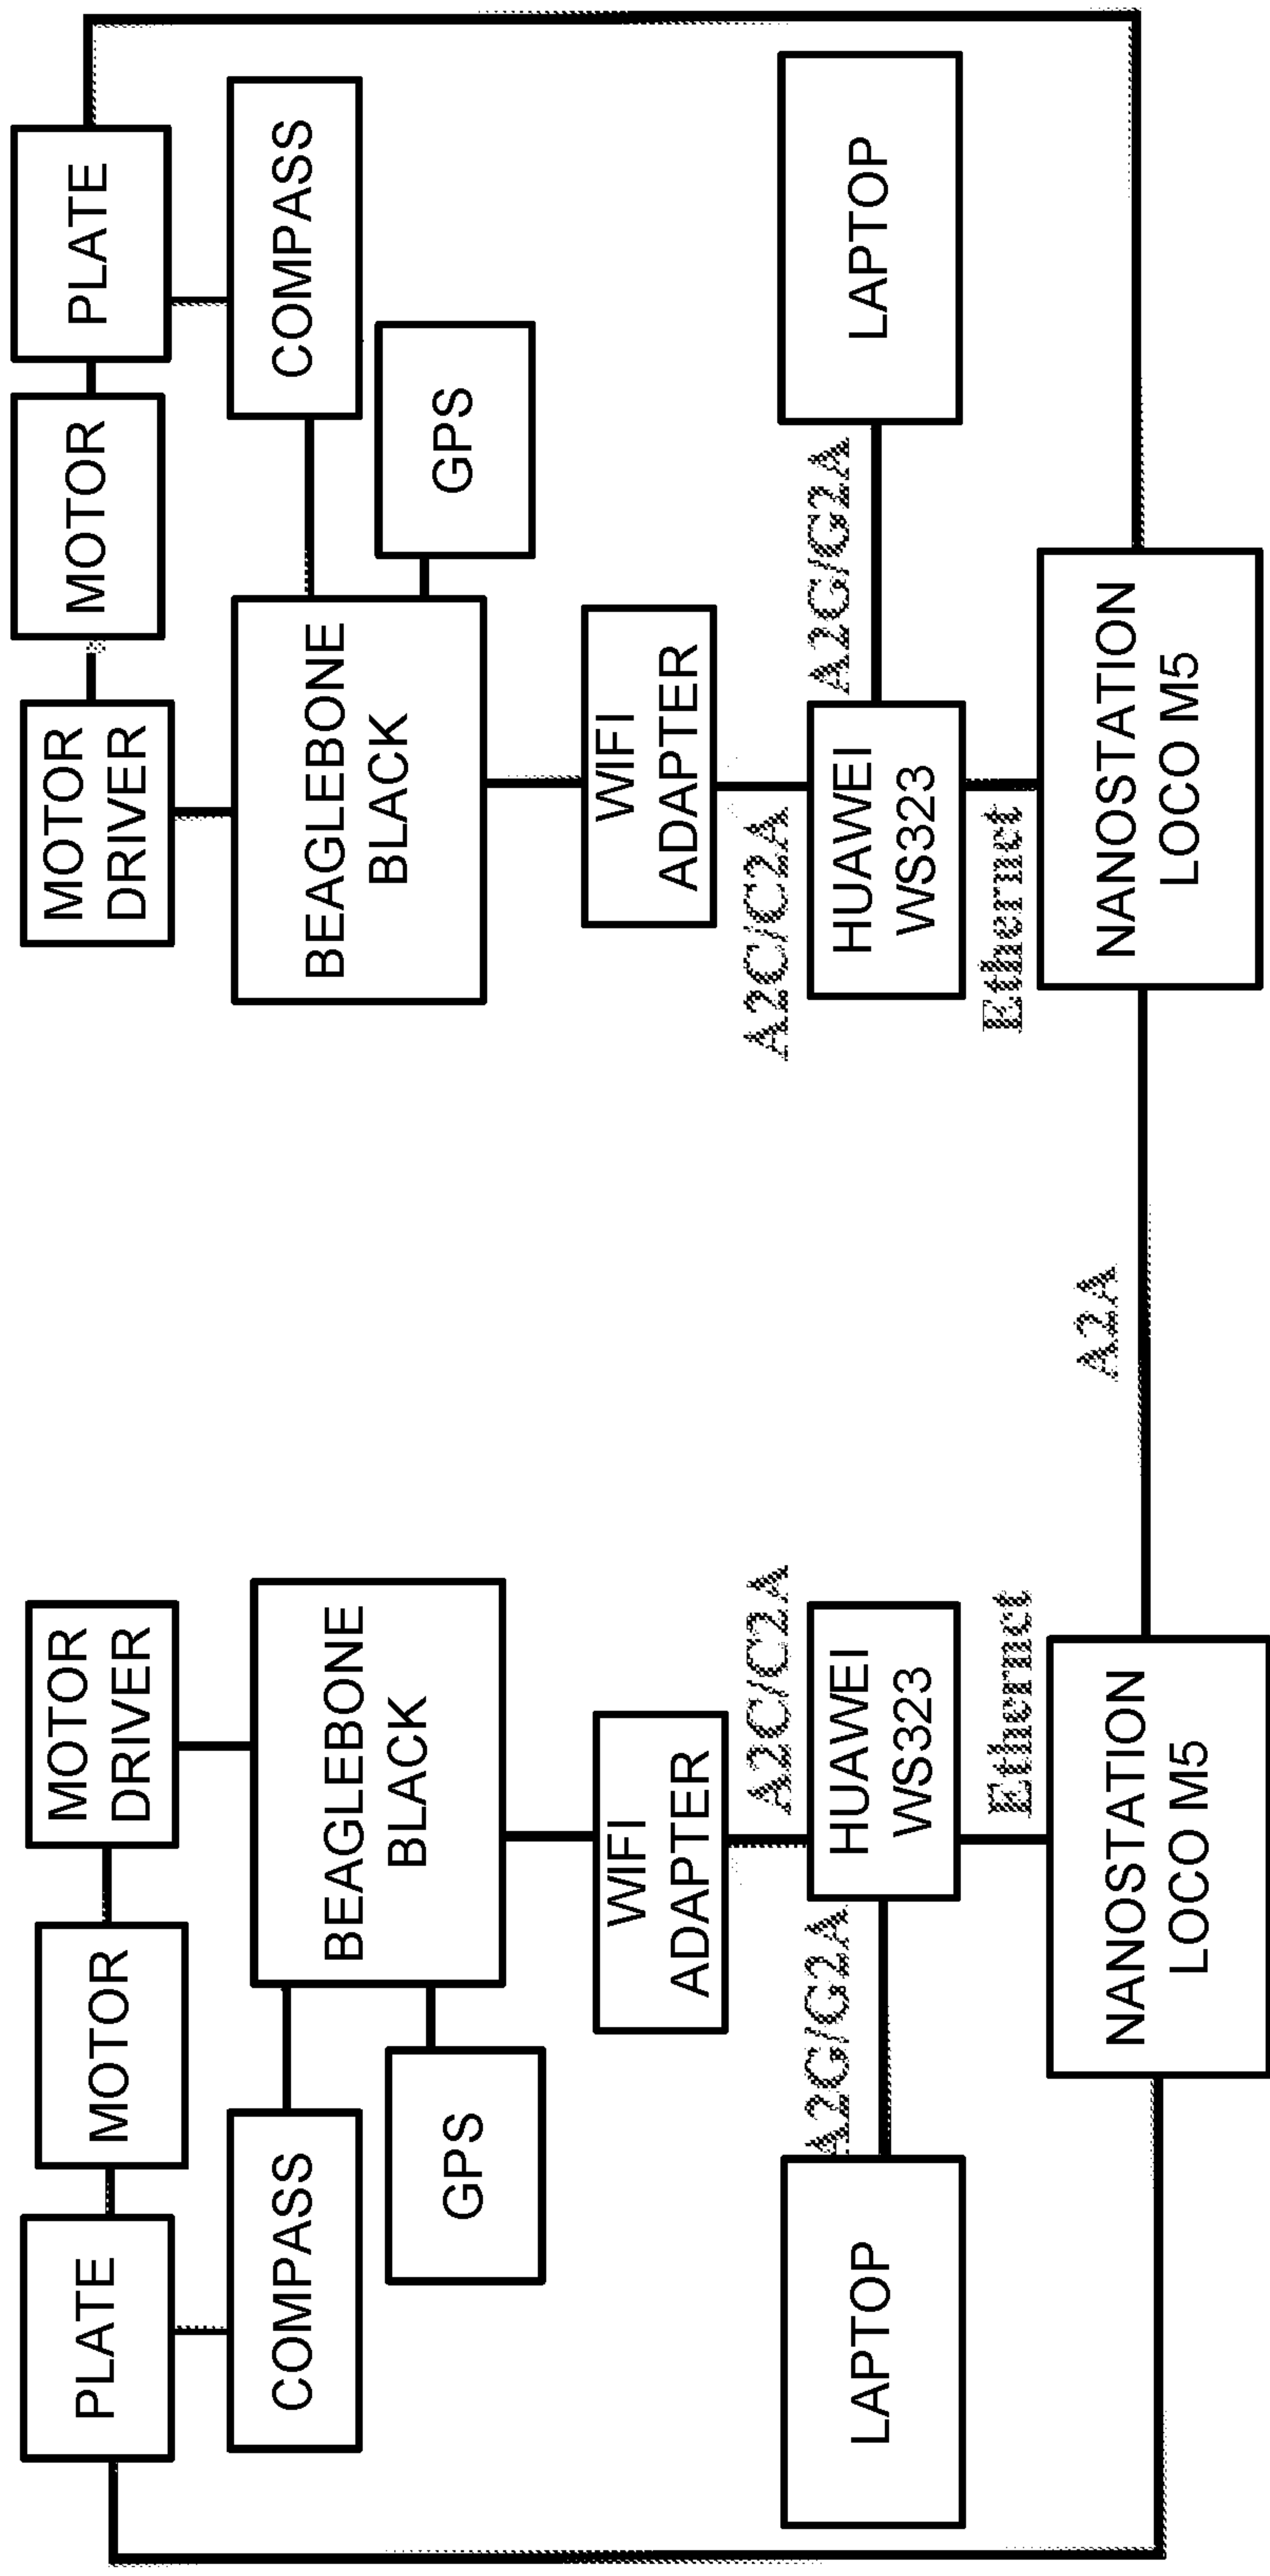 PLATE
MOTOR
MOTOR
DRIVER
MOTOR
DRIVER
MOTOR
PLATE
COMPASS
BEAGLEBONE
BLACK
BEAGLEBONE
BLACK
COMPASS
GPS
GPS
WIFI
ADAPTER
WIFI
ADAPTER
A2C/C2A
A2C/C2A
LAPTOP
A2G/G2A
HUAWEI
WS323
HUAWEI
WS323
A2G/G2A
LAPTOP
Ethernet
Ethernet
NANOSTATION
LOCO M5
A2A
NANOSTATION
LOCO M5